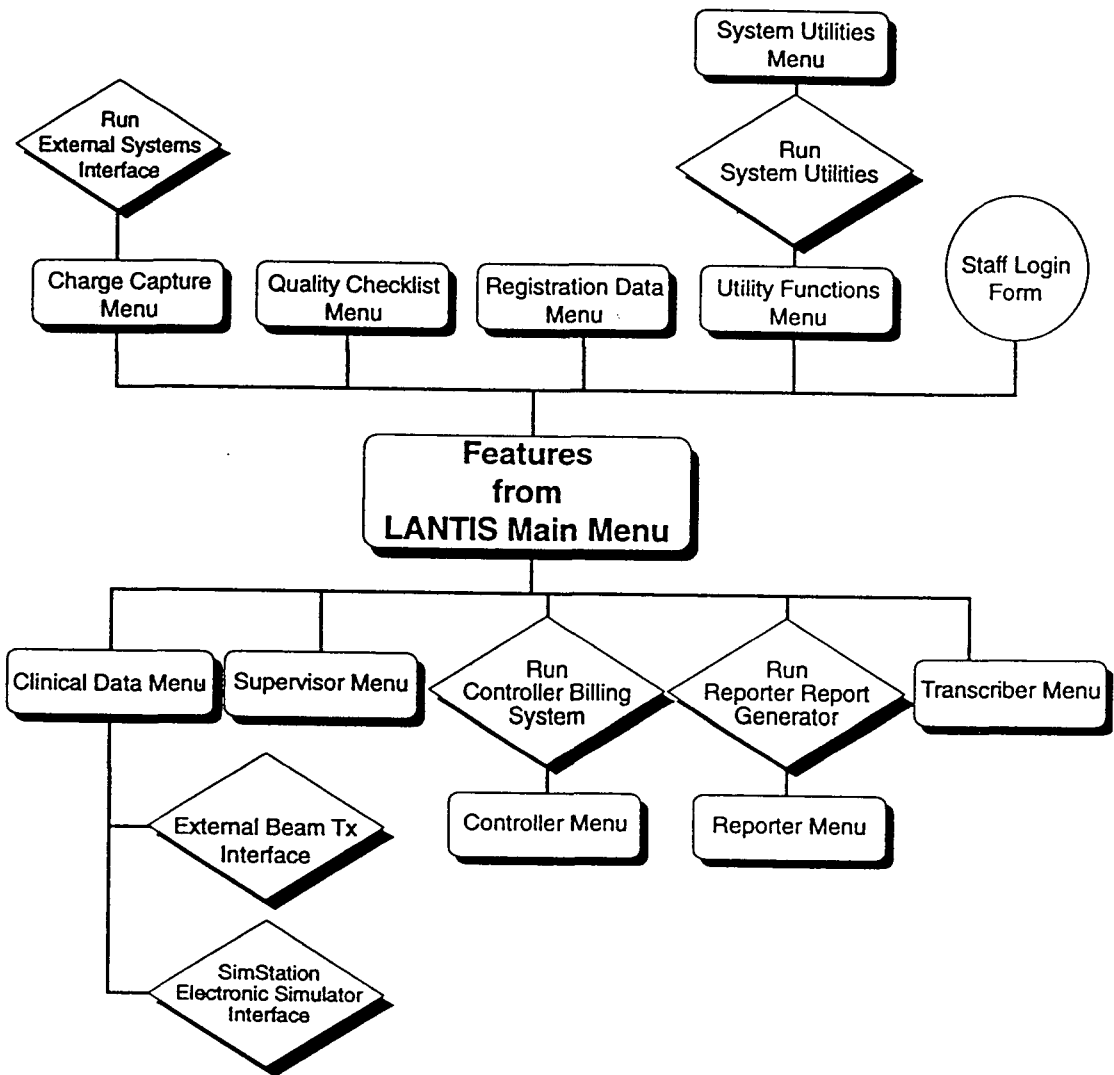 System Utilities
Menu
Run
External Systems
Interface
Run
System Utilities
Charge Capture
Menu
Quality Checklist
Menu
Registration Data
Menu
Utility Functions
Menu
Staff Login
Form
Features
from
LANTIS Main Menu
Clinical Data Menu
Supervisor Menu
Run
Controller Billing
System
Run
Reporter Report
Generator
Transcriber Menu
Controller Menu
Reporter Menu
External Beam Tx
Interface
SimStation
Electronic Simulator
Interface